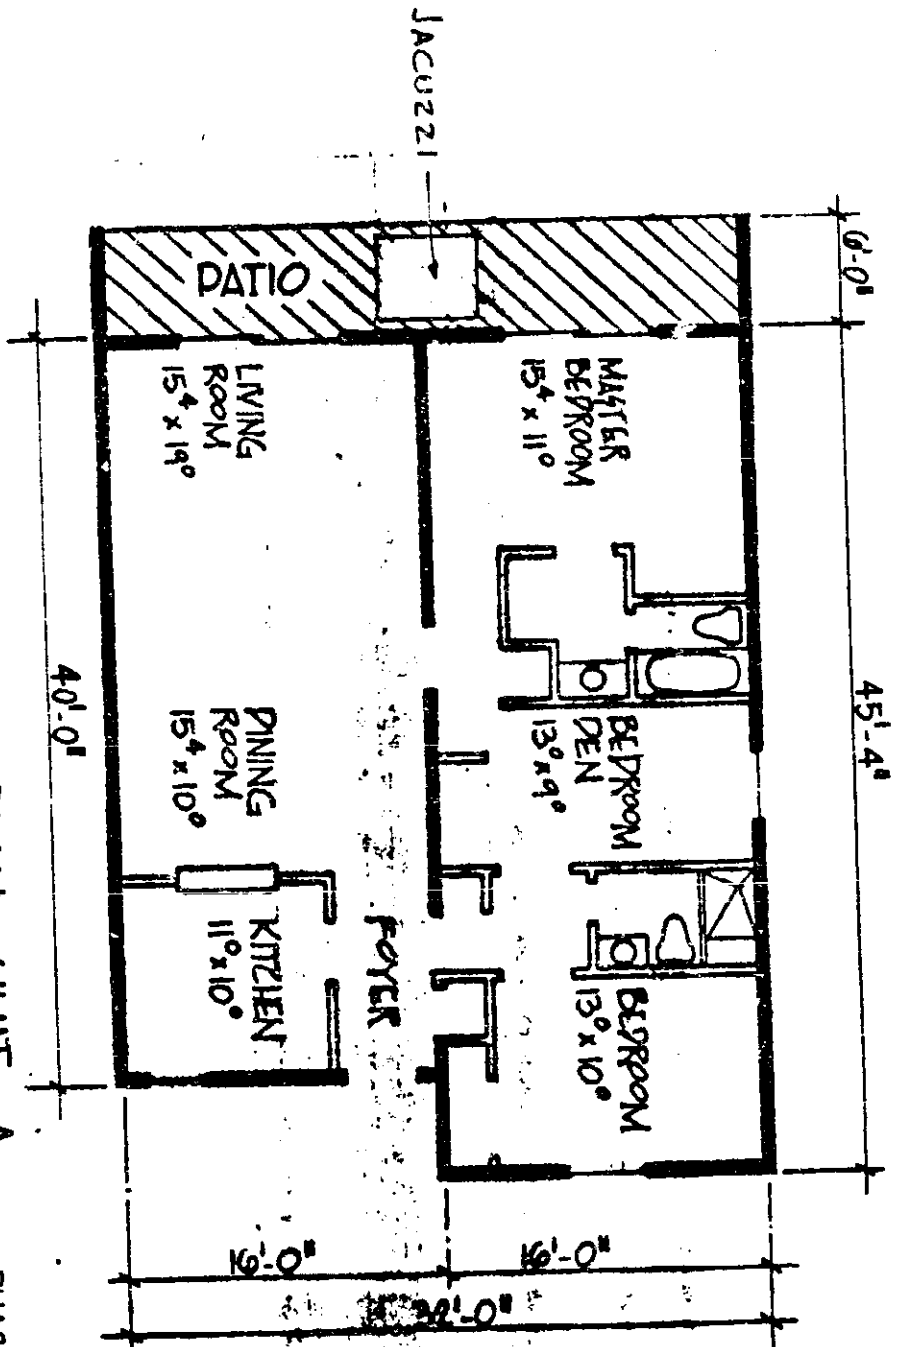 JACUZZI
PATIO
6'-0"
LIVING
ROOM
15⁴ x 19⁰
MASTER
BEDROOM
15⁴ x 11⁰
45'-4"
40'-0"
DINING
ROOM
15⁴ x 10⁰
BEDROOM
DEN
13⁰ x 9⁰
KITCHEN
11⁰ x 10⁰
FOYER
BEDROOM
13⁰ x 10⁰
16'-0"
16'-0"
32'-0"